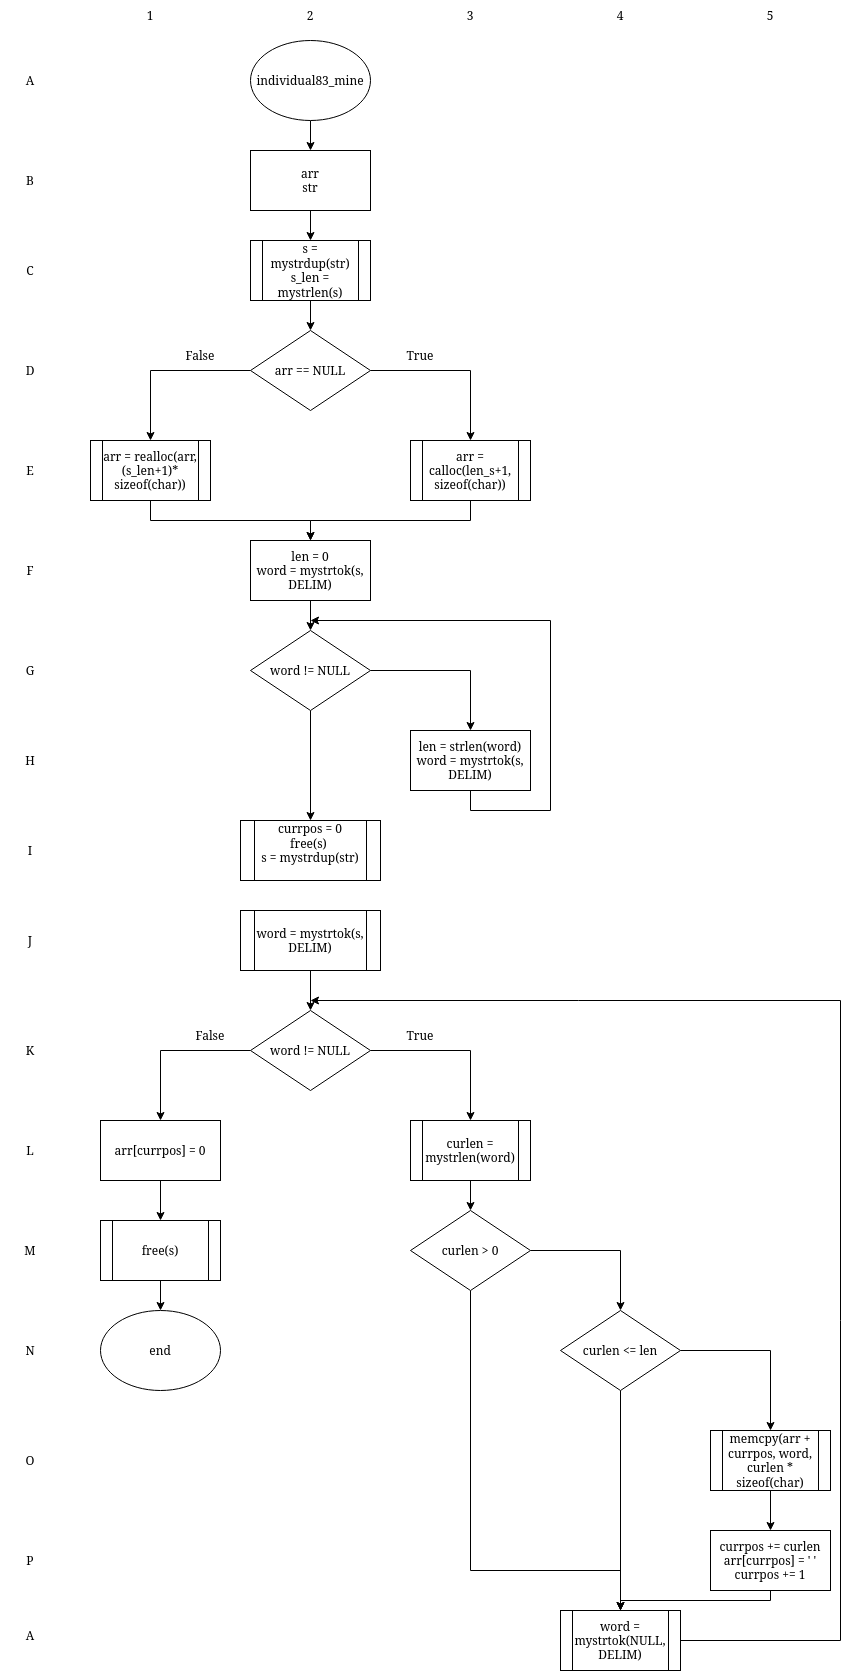 1 2 3 4 5
A
individual83_mine
B
arr
str
C
s =
mystrdup(str)
s_len =
mystrlen(s)
D
False
arr == NULL
True
E
arr = realloc(arr,
(s_len+1)*
sizeof(char))
arr =
calloc(len_s+1,
sizeof(char))
F
len = 0
word = mystrtok(s,
DELIM)
G
word != NULL
H
len = strlen(word)
word = mystrtok(s,
DELIM)
I
currpos = 0
free(s)
s = mystrdup(str)
J
word = mystrtok(s,
DELIM)
K
False
word != NULL
True
L
arr[currpos] = 0
curlen =
mystrlen(word)
M
free(s)
curlen > 0
N
end
curlen <= len
O
memcpy(arr +
currpos, word,
curlen *
sizeof(char)
P
currpos += curlen
arr[currpos] = ' '
currpos += 1
A
word =
mystrtok(NULL,
DELIM)